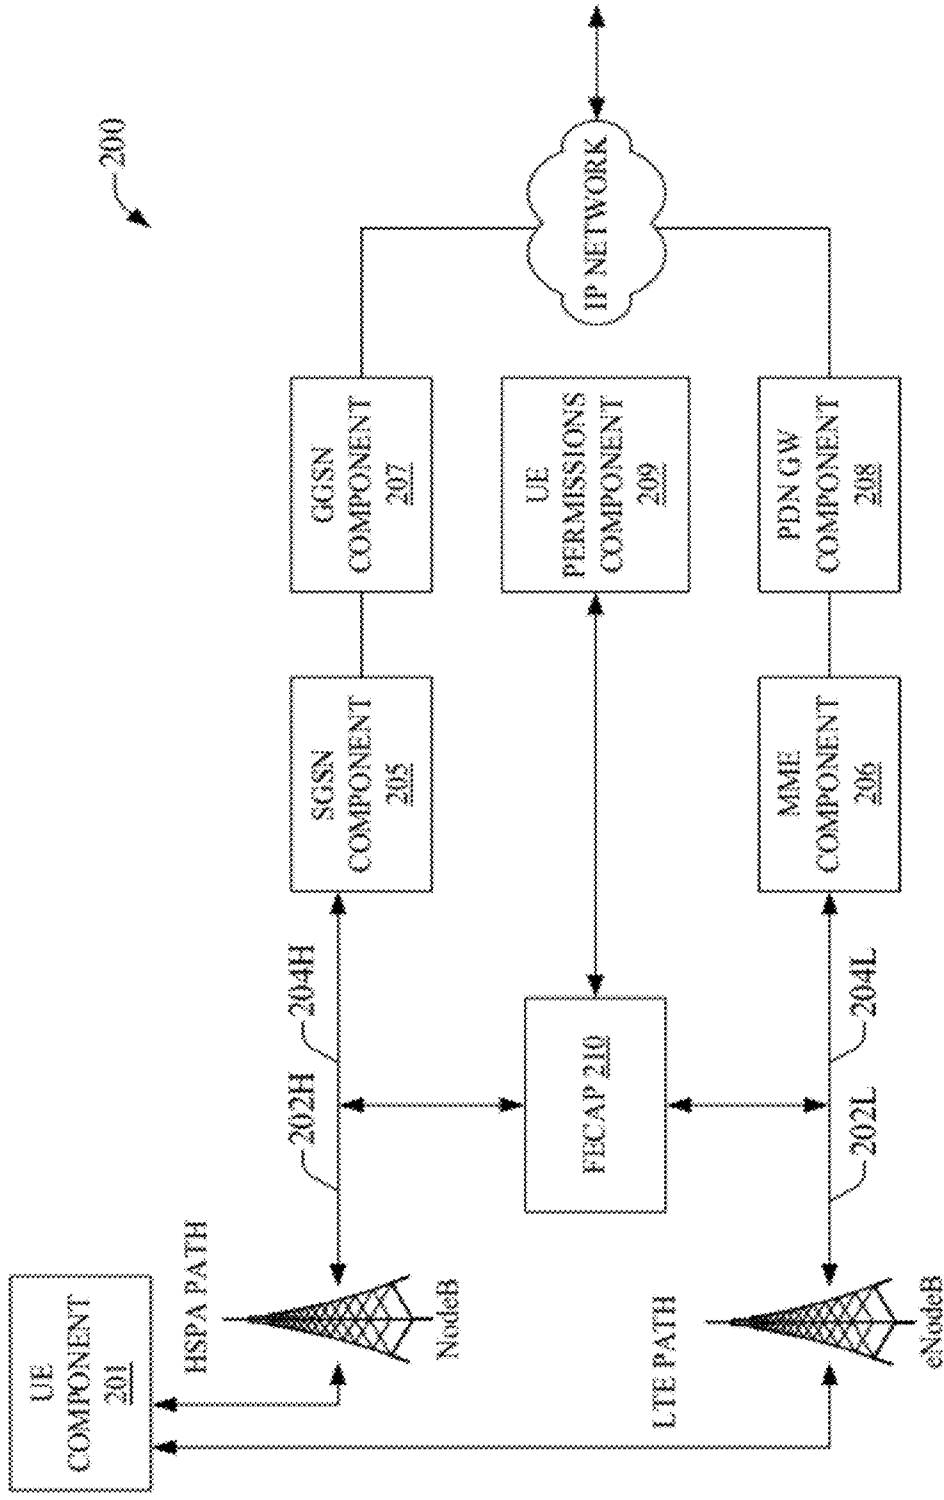 200
UE
COMPONENT
201
HSPA PATH
NodeB
202H
204H
SGSN
COMPONENT
205
GGSN
COMPONENT
207
FECAP 210
UE
PERMISSIONS
COMPONENT
209
IP NETWORK
LTE PATH
eNodeB
202L
204L
MME
COMPONENT
206
PDN GW
COMPONENT
208